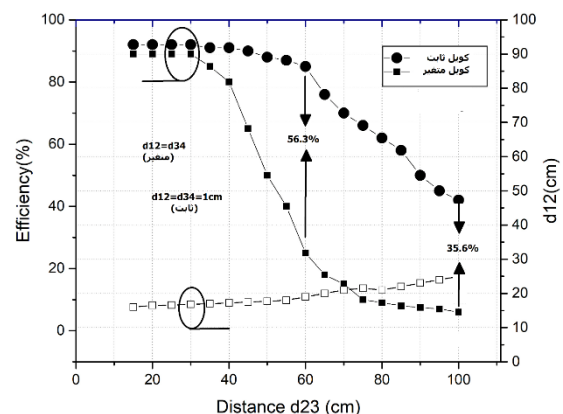 كوپل ثابت
كوپل متغير
100
80
60
40
20
0
Efficiency(%)
100
90
80
70
60
50
40
30
20
10
0
d12(cm)
56.3%
35.6%
d12=d34
(متغير)
d12=d34=1cm
(ثابت)
0 20 40 60 80 100
Distance d23 (cm)